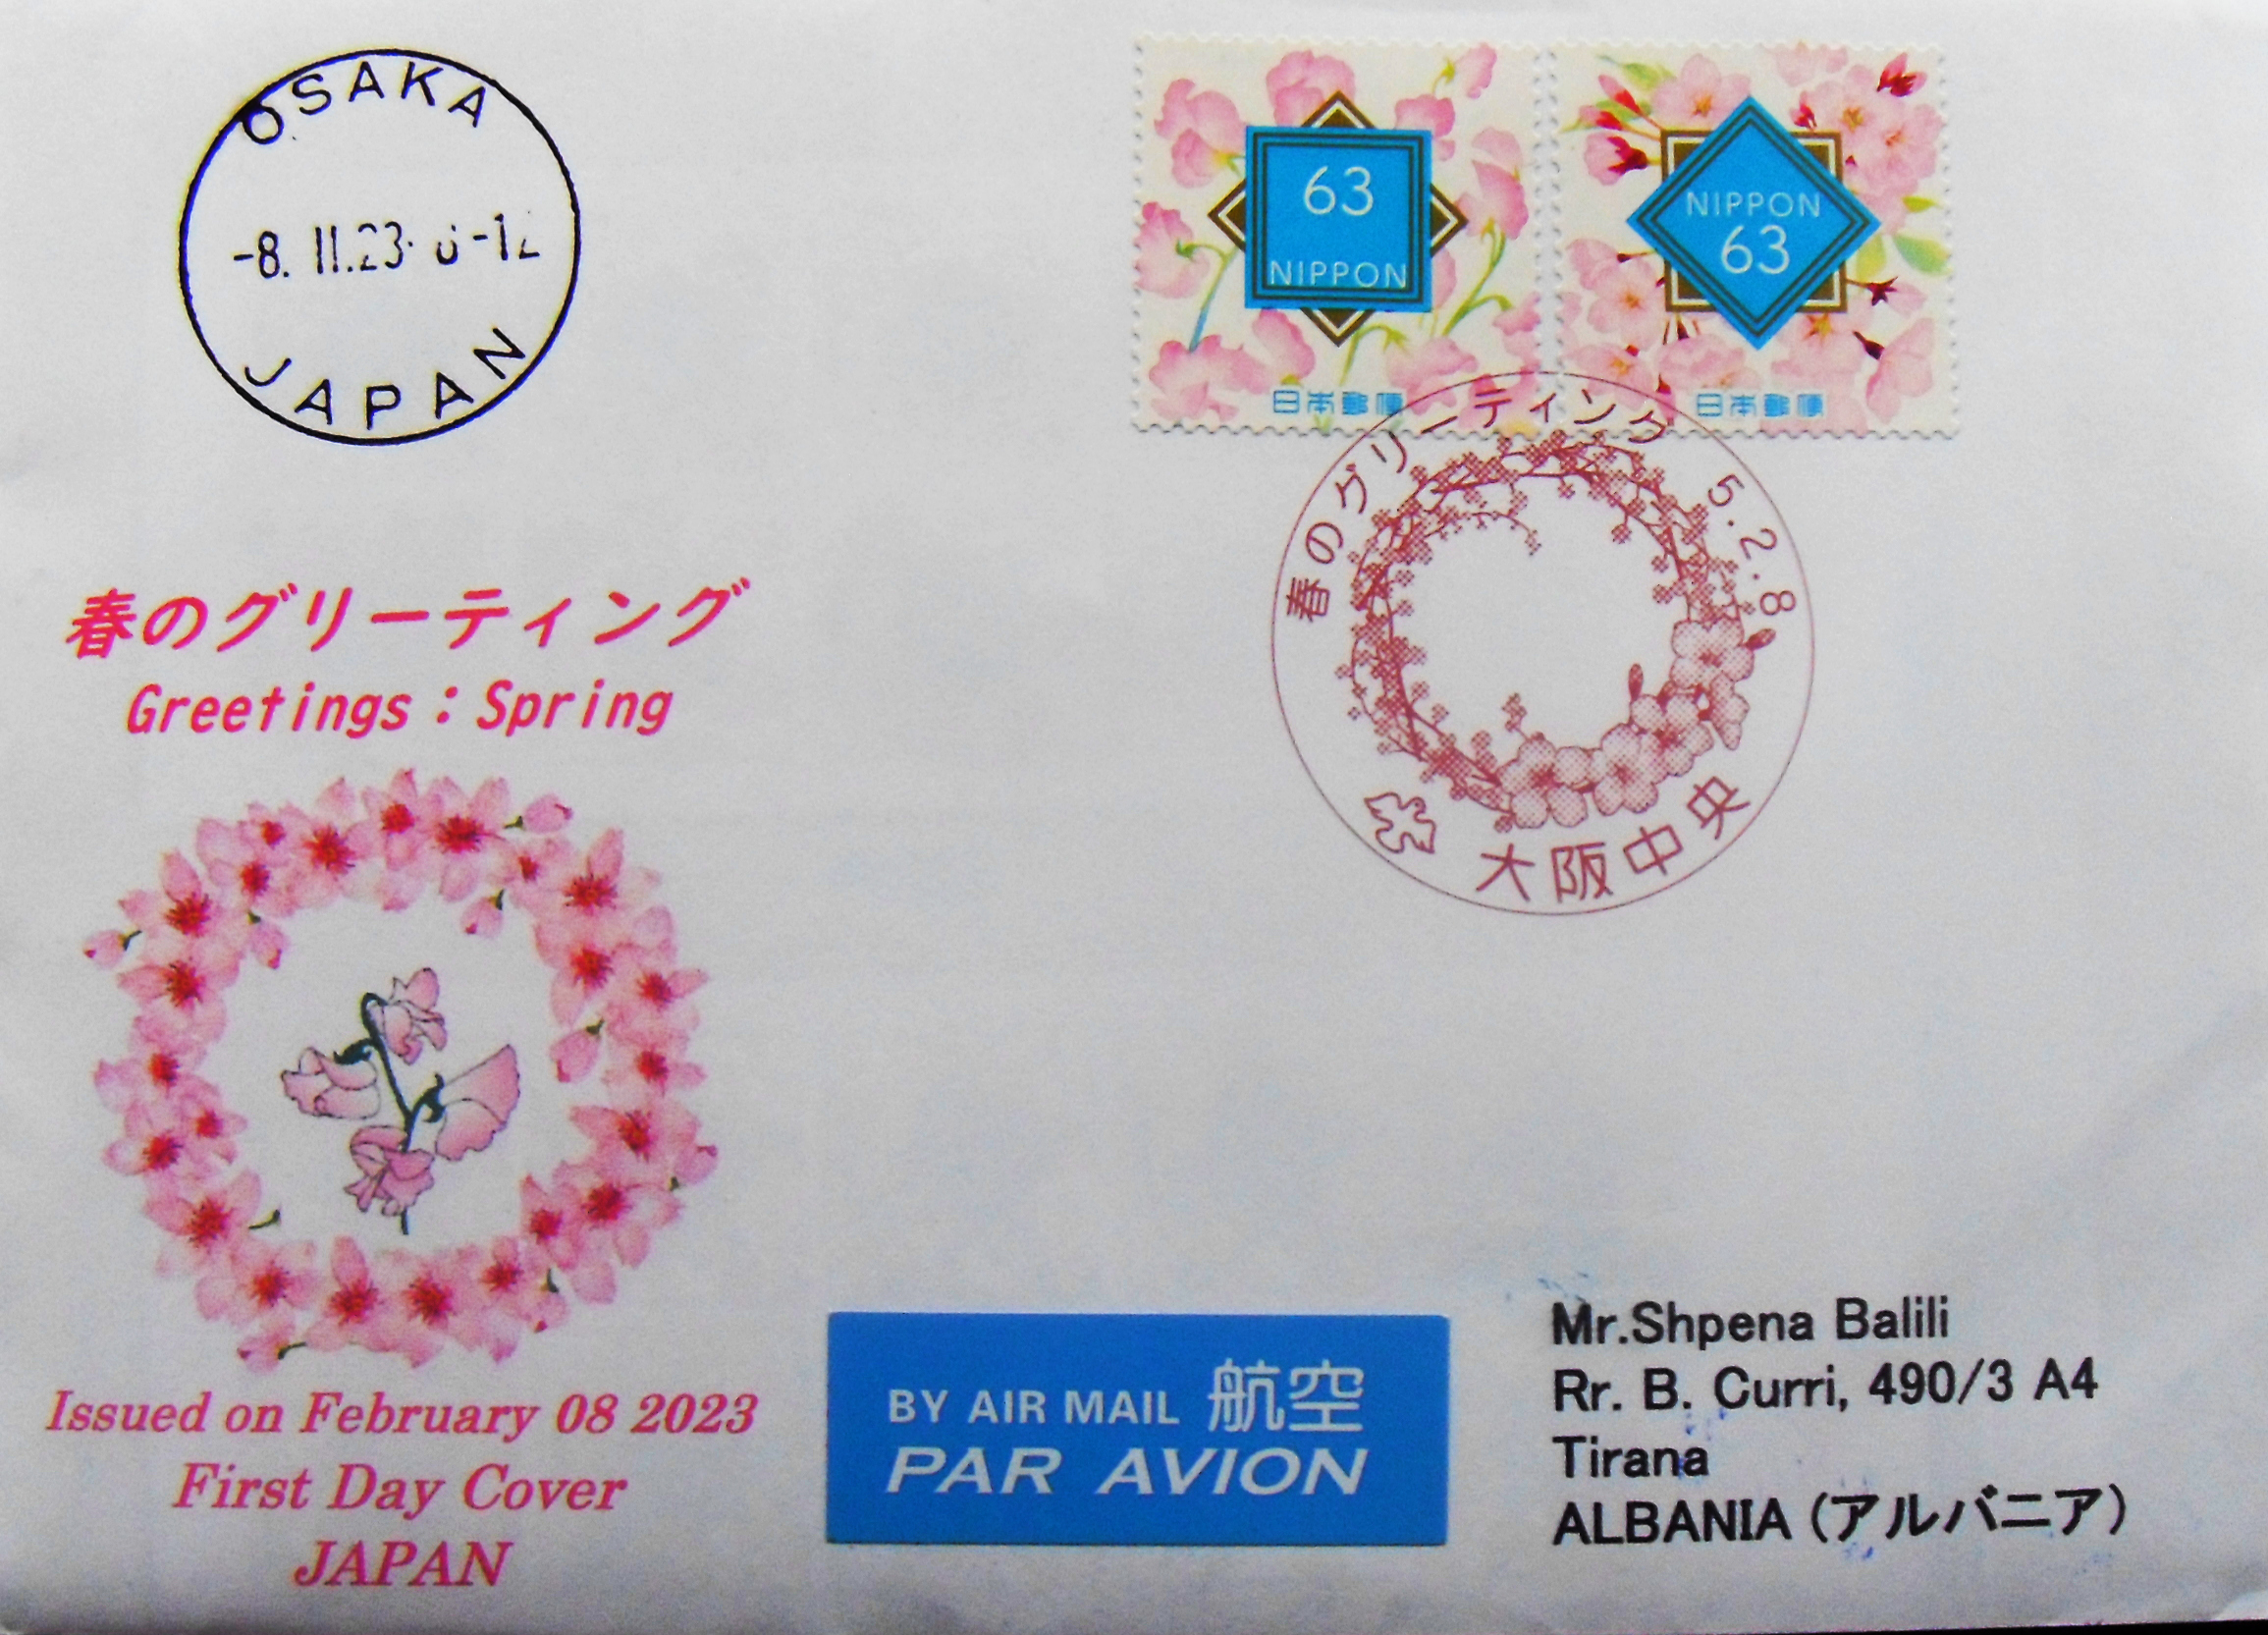 OSAKA
-8. II.23
JAPAN
63
NIPPON
日本郵便
NIPPON
63
日本郵便
春のグリーティング 5.2.8
大阪中央
春のグリーティング
Greetings：Spring
Issued on February 08 2023
First Day Cover
JAPAN
BY AIR MAIL 航空
PAR AVION
Mr.Shpena Balili
Rr. B. Curri, 490/3 A4
Tirana
ALBANIA (アルバニア)